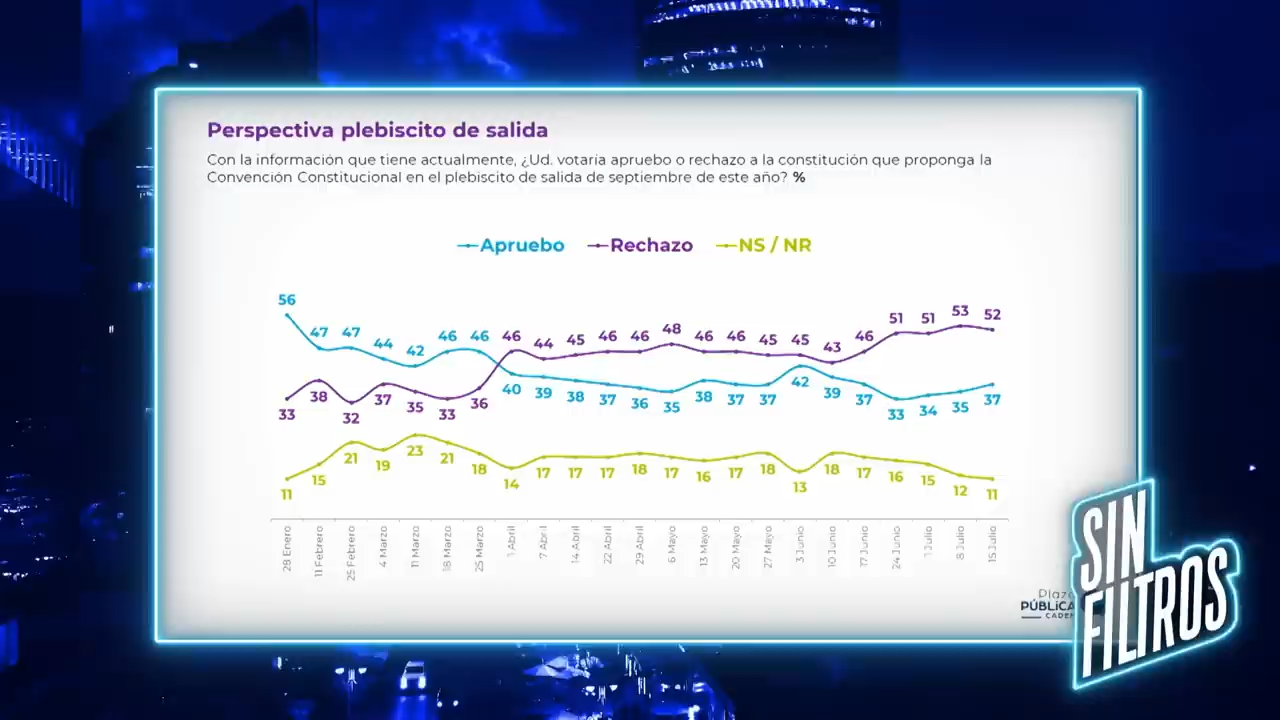 Perspectiva plebiscito de salida
Con la información que tiene actualmente, ¿Ud. votaría apruebo o rechazo a la constitución que proponga la
Convención Constitucional en el plebiscito de salida de septiembre de este año? %
Apruebo Rechazo NS / NR
56 47 47 44 42 46 46 40 39 38 37 36 35 38 37 37 42 39 37 33 34 35 37
33 38 32 37 35 33 36 46 44 45 46 46 48 46 46 45 45 43 46 51 51 53 52
11 15 21 19 23 21 18 14 17 17 17 18 17 16 17 18 13 18 17 16 15 12 11
28 Enero
11 Febrero
25 Febrero
4 Marzo
11 Marzo
18 Marzo
25 Marzo
1 Abril
7 Abril
14 Abril
22 Abril
29 Abril
6 Mayo
13 Mayo
20 Mayo
27 Mayo
3 Junio
10 Junio
17 Junio
24 Junio
1 Julio
8 Julio
15 Julio
Plaza
PÚBLICA
CADEM
SIN
FILTROS